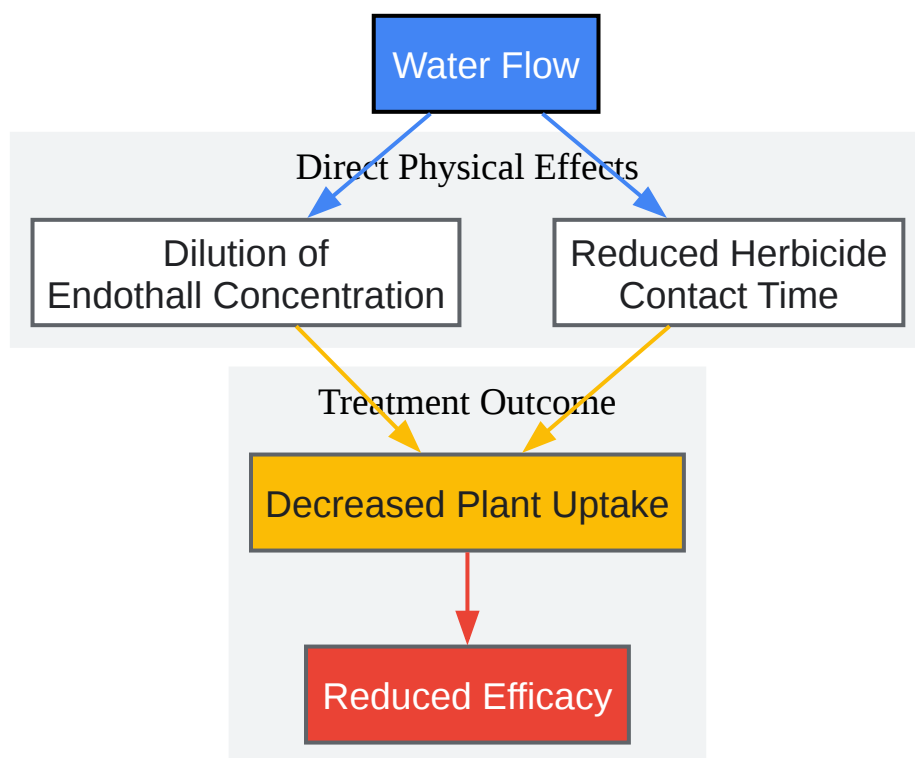 Water Flow
Direct Physical Effects
Dilution of
Endothall Concentration
Reduced Herbicide
Contact Time
Treatment Outcome
Decreased Plant Uptake
Reduced Efficacy